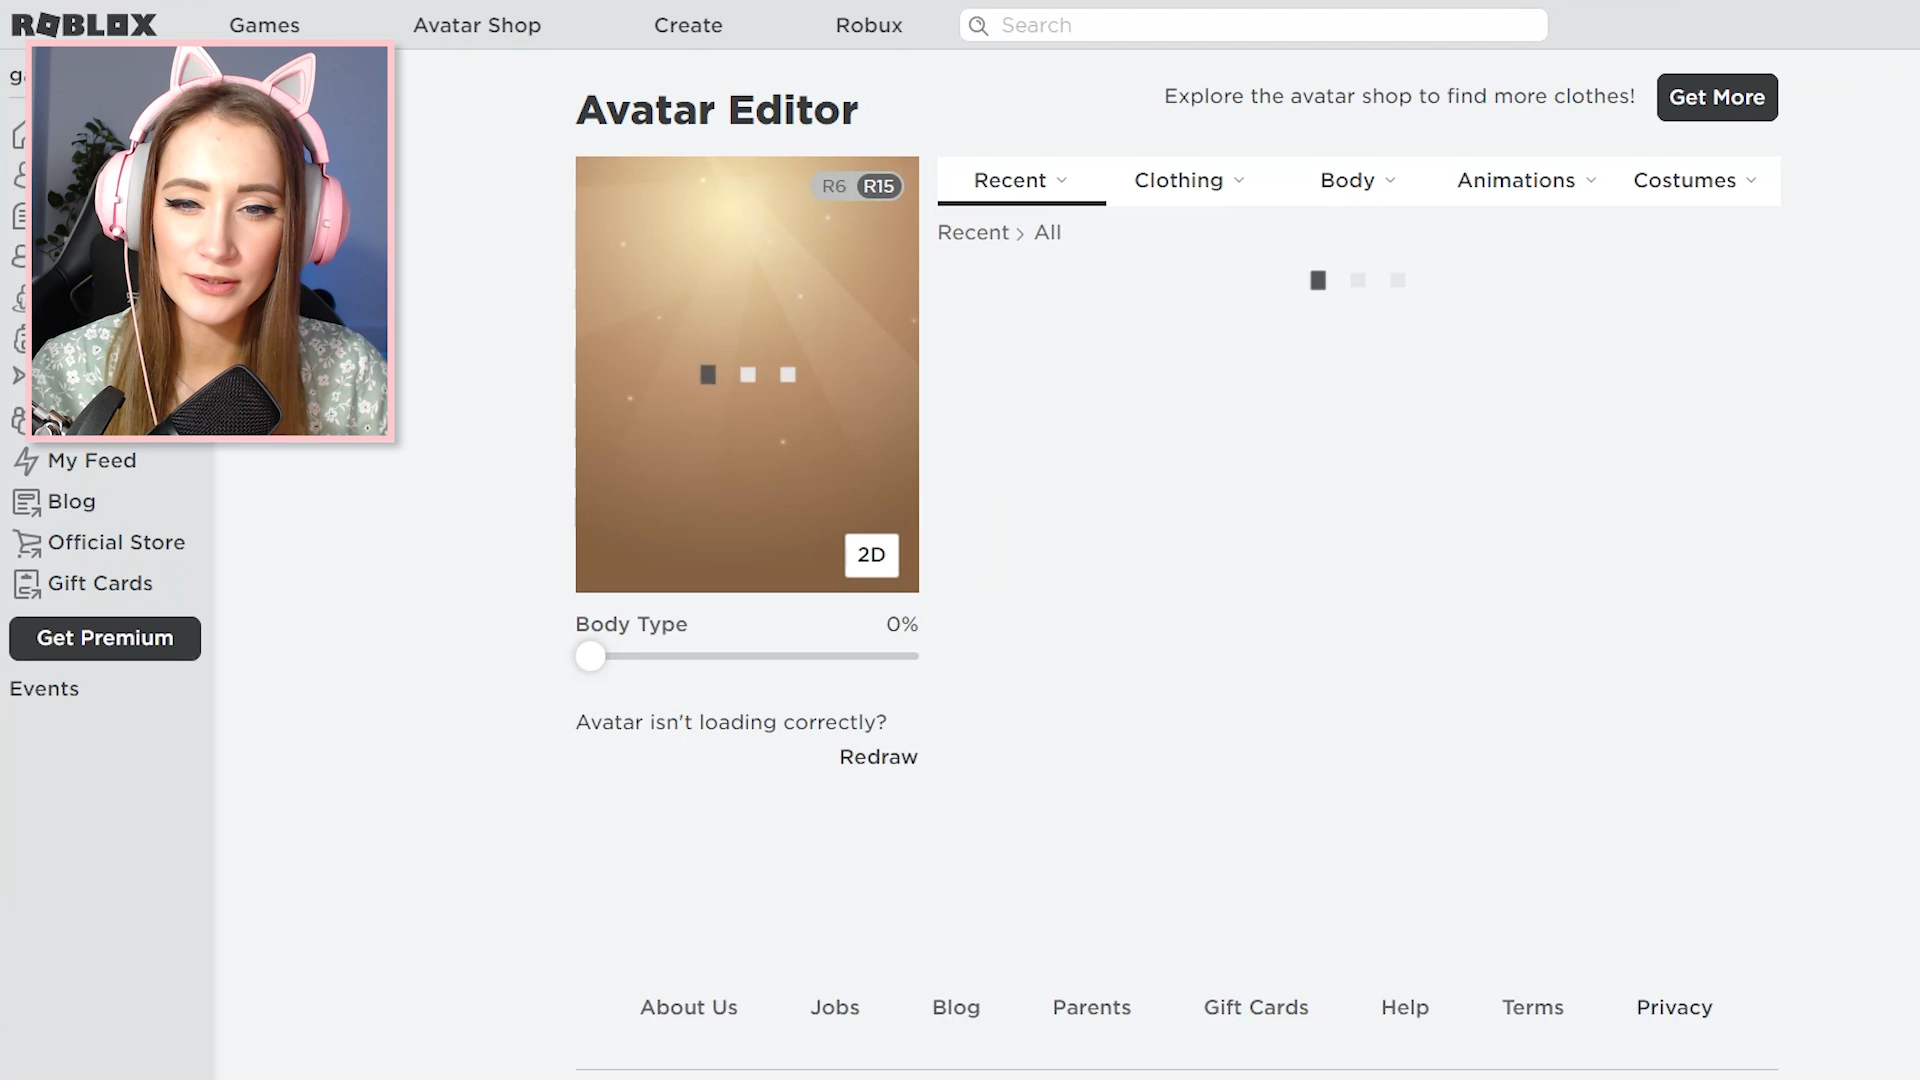 ROBLOX
Games
Avatar Shop
Create
Robux
Search
Avatar Editor
Explore the avatar shop to find more clothes!
Get More
R6 R15
Recent
Clothing
Body
Animations
Costumes
Recent > All
2D
Body Type 0%
Avatar isn't loading correctly?
Redraw
My Feed
Blog
Official Store
Gift Cards
Get Premium
Events
About Us
Jobs
Blog
Parents
Gift Cards
Help
Terms
Privacy